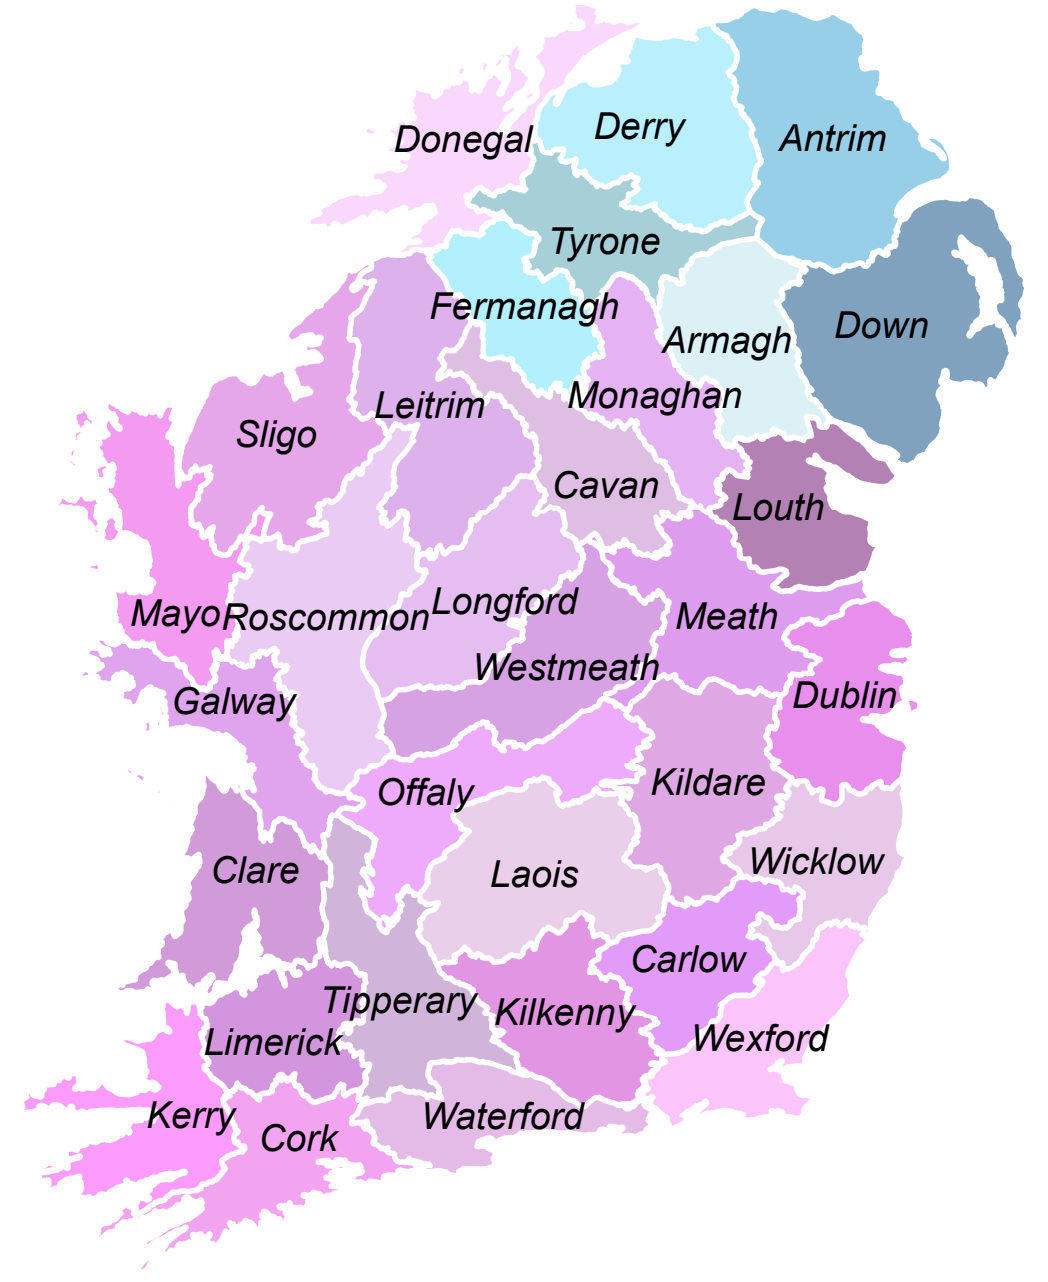 Derry
Donegal
Antrim
Tyrone
Fermanagh
Down
Armagh
Monaghan
Leitrim
Sligo
Cavan
Louth
Longford
Mayo
Roscommon
Meath
Westmeath
Dublin
Galway
Kildare
Offaly
Wicklow
Clare
Laois
Carlow
Tipperary
Kilkenny
Wexford
Limerick
Kerry
Waterford
Cork